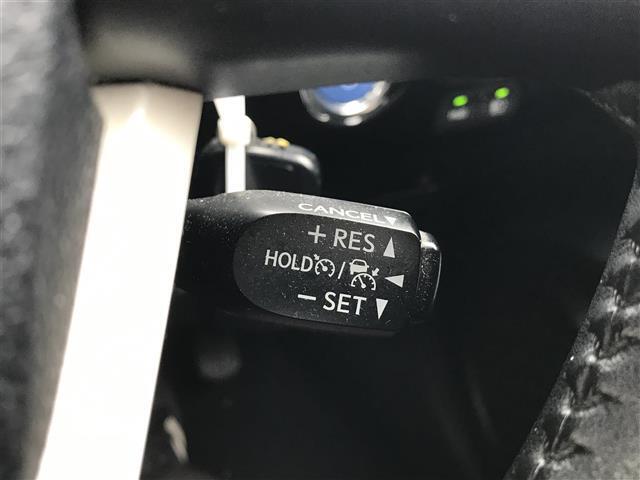 CANCEL▼
+ RES ▲
HOLD / ◀
− SET ▼